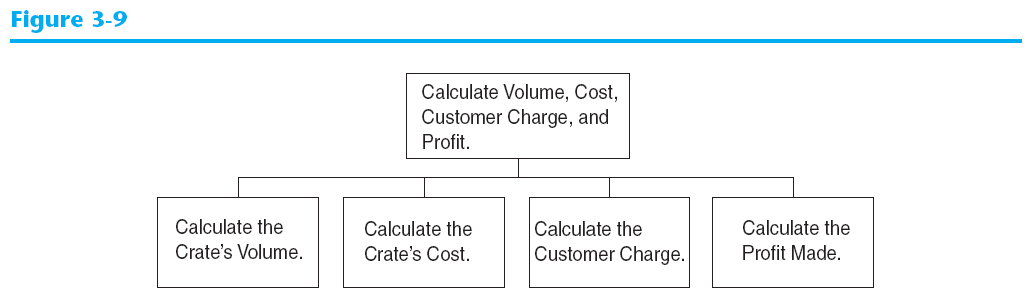 Figure 3-9
Calculate Volume, Cost,
Customer Charge, and
Profit.
Calculate the
Crate’s Volume.
Calculate the
Crate’s Cost.
Calculate the
Customer Charge.
Calculate the
Profit Made.